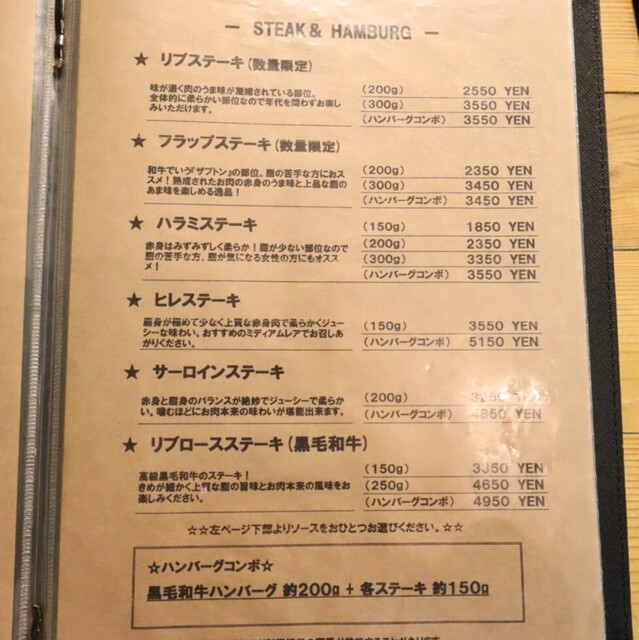 — STEAK & HAMBURG —
★ リブステーキ(数量限定)
味が濃く肉のうま味が凝縮されている部位。
全体的に柔らかい部位なので年代を問わずお楽し
みいただけます。
(200g) 2550 YEN
(300g) 3550 YEN
(ハンバーグコンボ) 3550 YEN
★ フラップステーキ(数量限定)
和牛でいう『ザブトン』の部位。脂の苦手な方におス
スメ！熟成されたお肉の赤身のうま味と上品な脂の
あま味を楽しめる逸品！
(200g) 2350 YEN
(300g) 3450 YEN
(ハンバーグコンボ) 3450 YEN
★ ハラミステーキ
赤身はみずみずしく柔らか！脂が少ない部位なので
脂の苦手な方、脂が気になる女性の方にもオスス
メ！
(150g) 1850 YEN
(200g) 2350 YEN
(300g) 3350 YEN
(ハンバーグコンボ) 3550 YEN
★ ヒレステーキ
脂身が極めて少なく上質な赤身肉で柔らかくジュー
シーな味わい。おすすめのミディアムレアでお召しあ
がりください。
(150g) 3550 YEN
(ハンバーグコンボ) 5150 YEN
★ サーロインステーキ
赤身と脂身のバランスが絶妙でジューシーで柔らか
い。噛むほどにお肉本来の味わいが堪能出来ます。
(200g)
(ハンバーグコンボ) 4850 YEN
★ リブロースステーキ(黒毛和牛)
高級黒毛和牛のステーキ！
きめが細かく上質な脂の旨味とお肉本来の風味をお
楽しみください。
(150g) 3350 YEN
(250g) 4650 YEN
(ハンバーグコンボ) 4950 YEN
☆☆左ページ下部よりソースをおひとつお選びください。☆☆
☆ハンバーグコンボ☆
黒毛和牛ハンバーグ 約200g + 各ステーキ 約150g